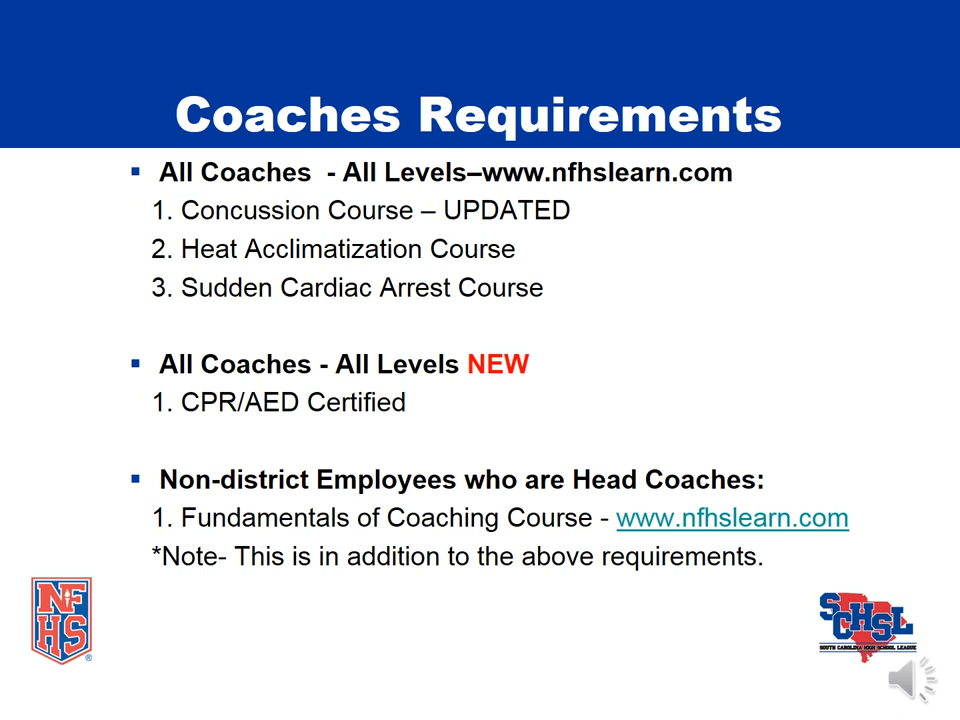 Coaches Requirements
▪ All Coaches  - All Levels–www.nfhslearn.com
1. Concussion Course – UPDATED
2. Heat Acclimatization Course
3. Sudden Cardiac Arrest Course
▪ All Coaches - All Levels NEW
1. CPR/AED Certified
▪ Non-district Employees who are Head Coaches:
1. Fundamentals of Coaching Course - www.nfhslearn.com
*Note- This is in addition to the above requirements.
NF
HS
®
SCHSL
SOUTH CAROLINA HIGH SCHOOL LEAGUE